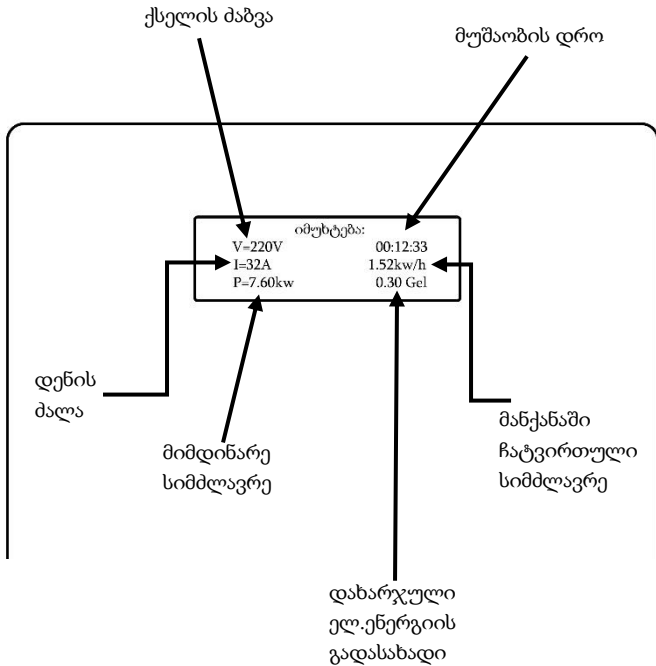 ქსელის ძაბვა
მუშაობის დრო
იმუხტება:
V=220V 00:12:33
I=32A 1.52kw/h
P=7.60kw 0.30 Gel
დენის
ძალა
მიმდინარე
სიმძლავრე
მანქანაში
ჩატვირთული
სიმძლავრე
დახარჯული
ელ.ენერგიის
გადასახადი